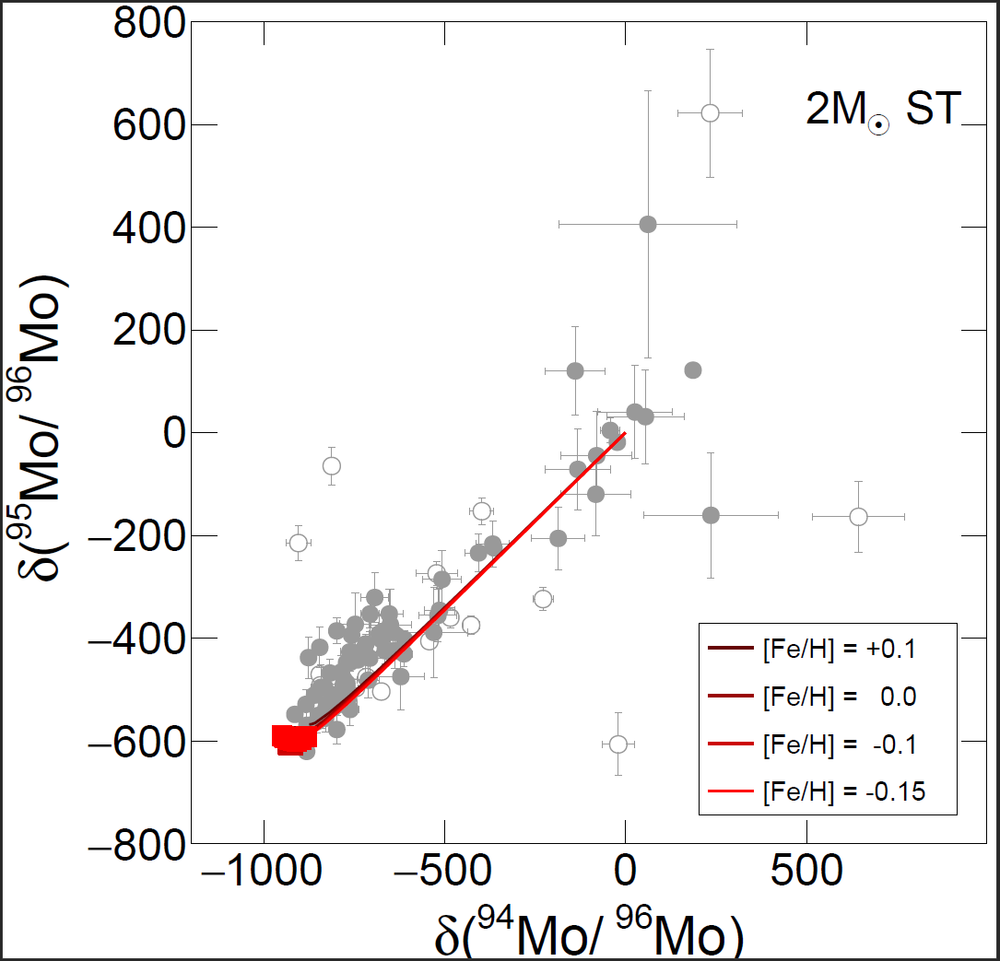 800
600
400
200
0
−200
−400
−600
−800
−1000
−500
0
500
δ(⁹⁵Mo/ ⁹⁶Mo)
δ(⁹⁴Mo/ ⁹⁶Mo)
2M☉ ST
[Fe/H] = +0.1
[Fe/H] = 0.0
[Fe/H] = -0.1
[Fe/H] = -0.15